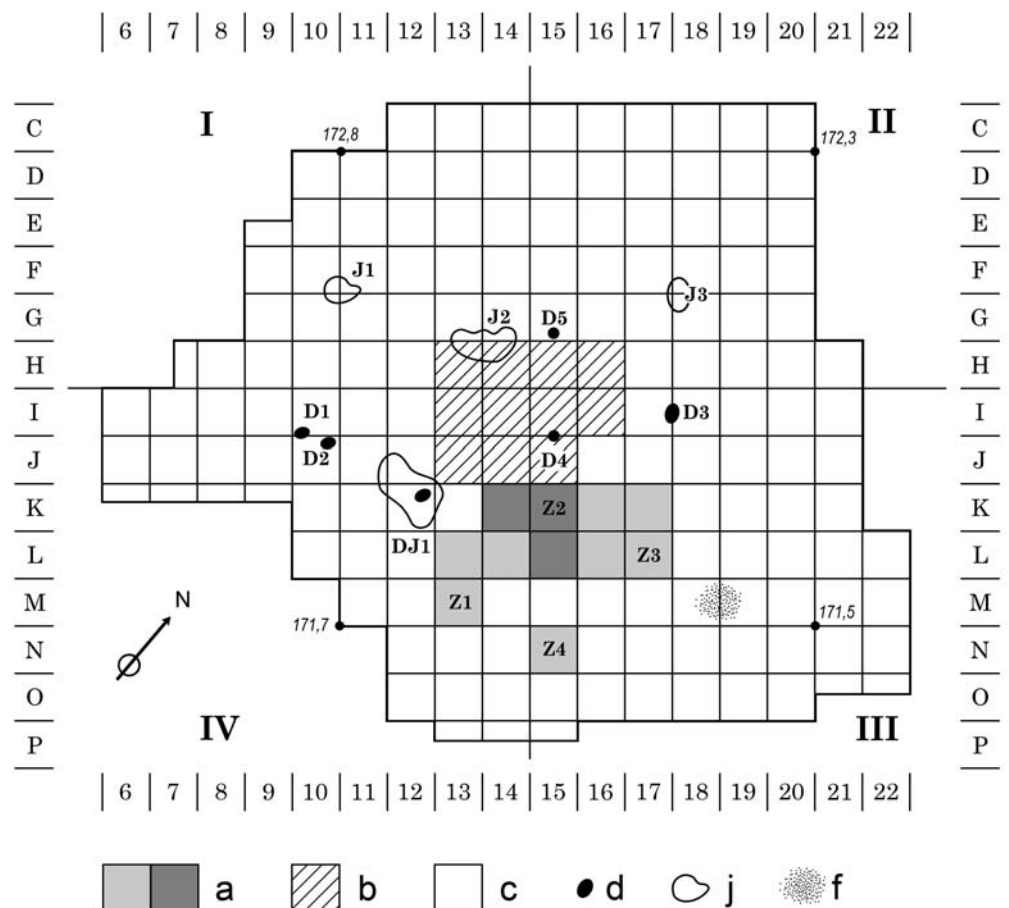 6 7 8 9 10 11 12 13 14 15 16 17 18 19 20 21 22
I II
C 172,8 172,3 C
D D
E E
F J1 F
J3
G J2 D5 G
H H
I D1 D3 I
J D2 D4 J
K Z2 K
L DJ1 Z3 L
M Z1 M
N 171,7 171,5
N Z4 N
O O
IV III
P P
6 7 8 9 10 11 12 13 14 15 16 17 18 19 20 21 22
a b c d j f